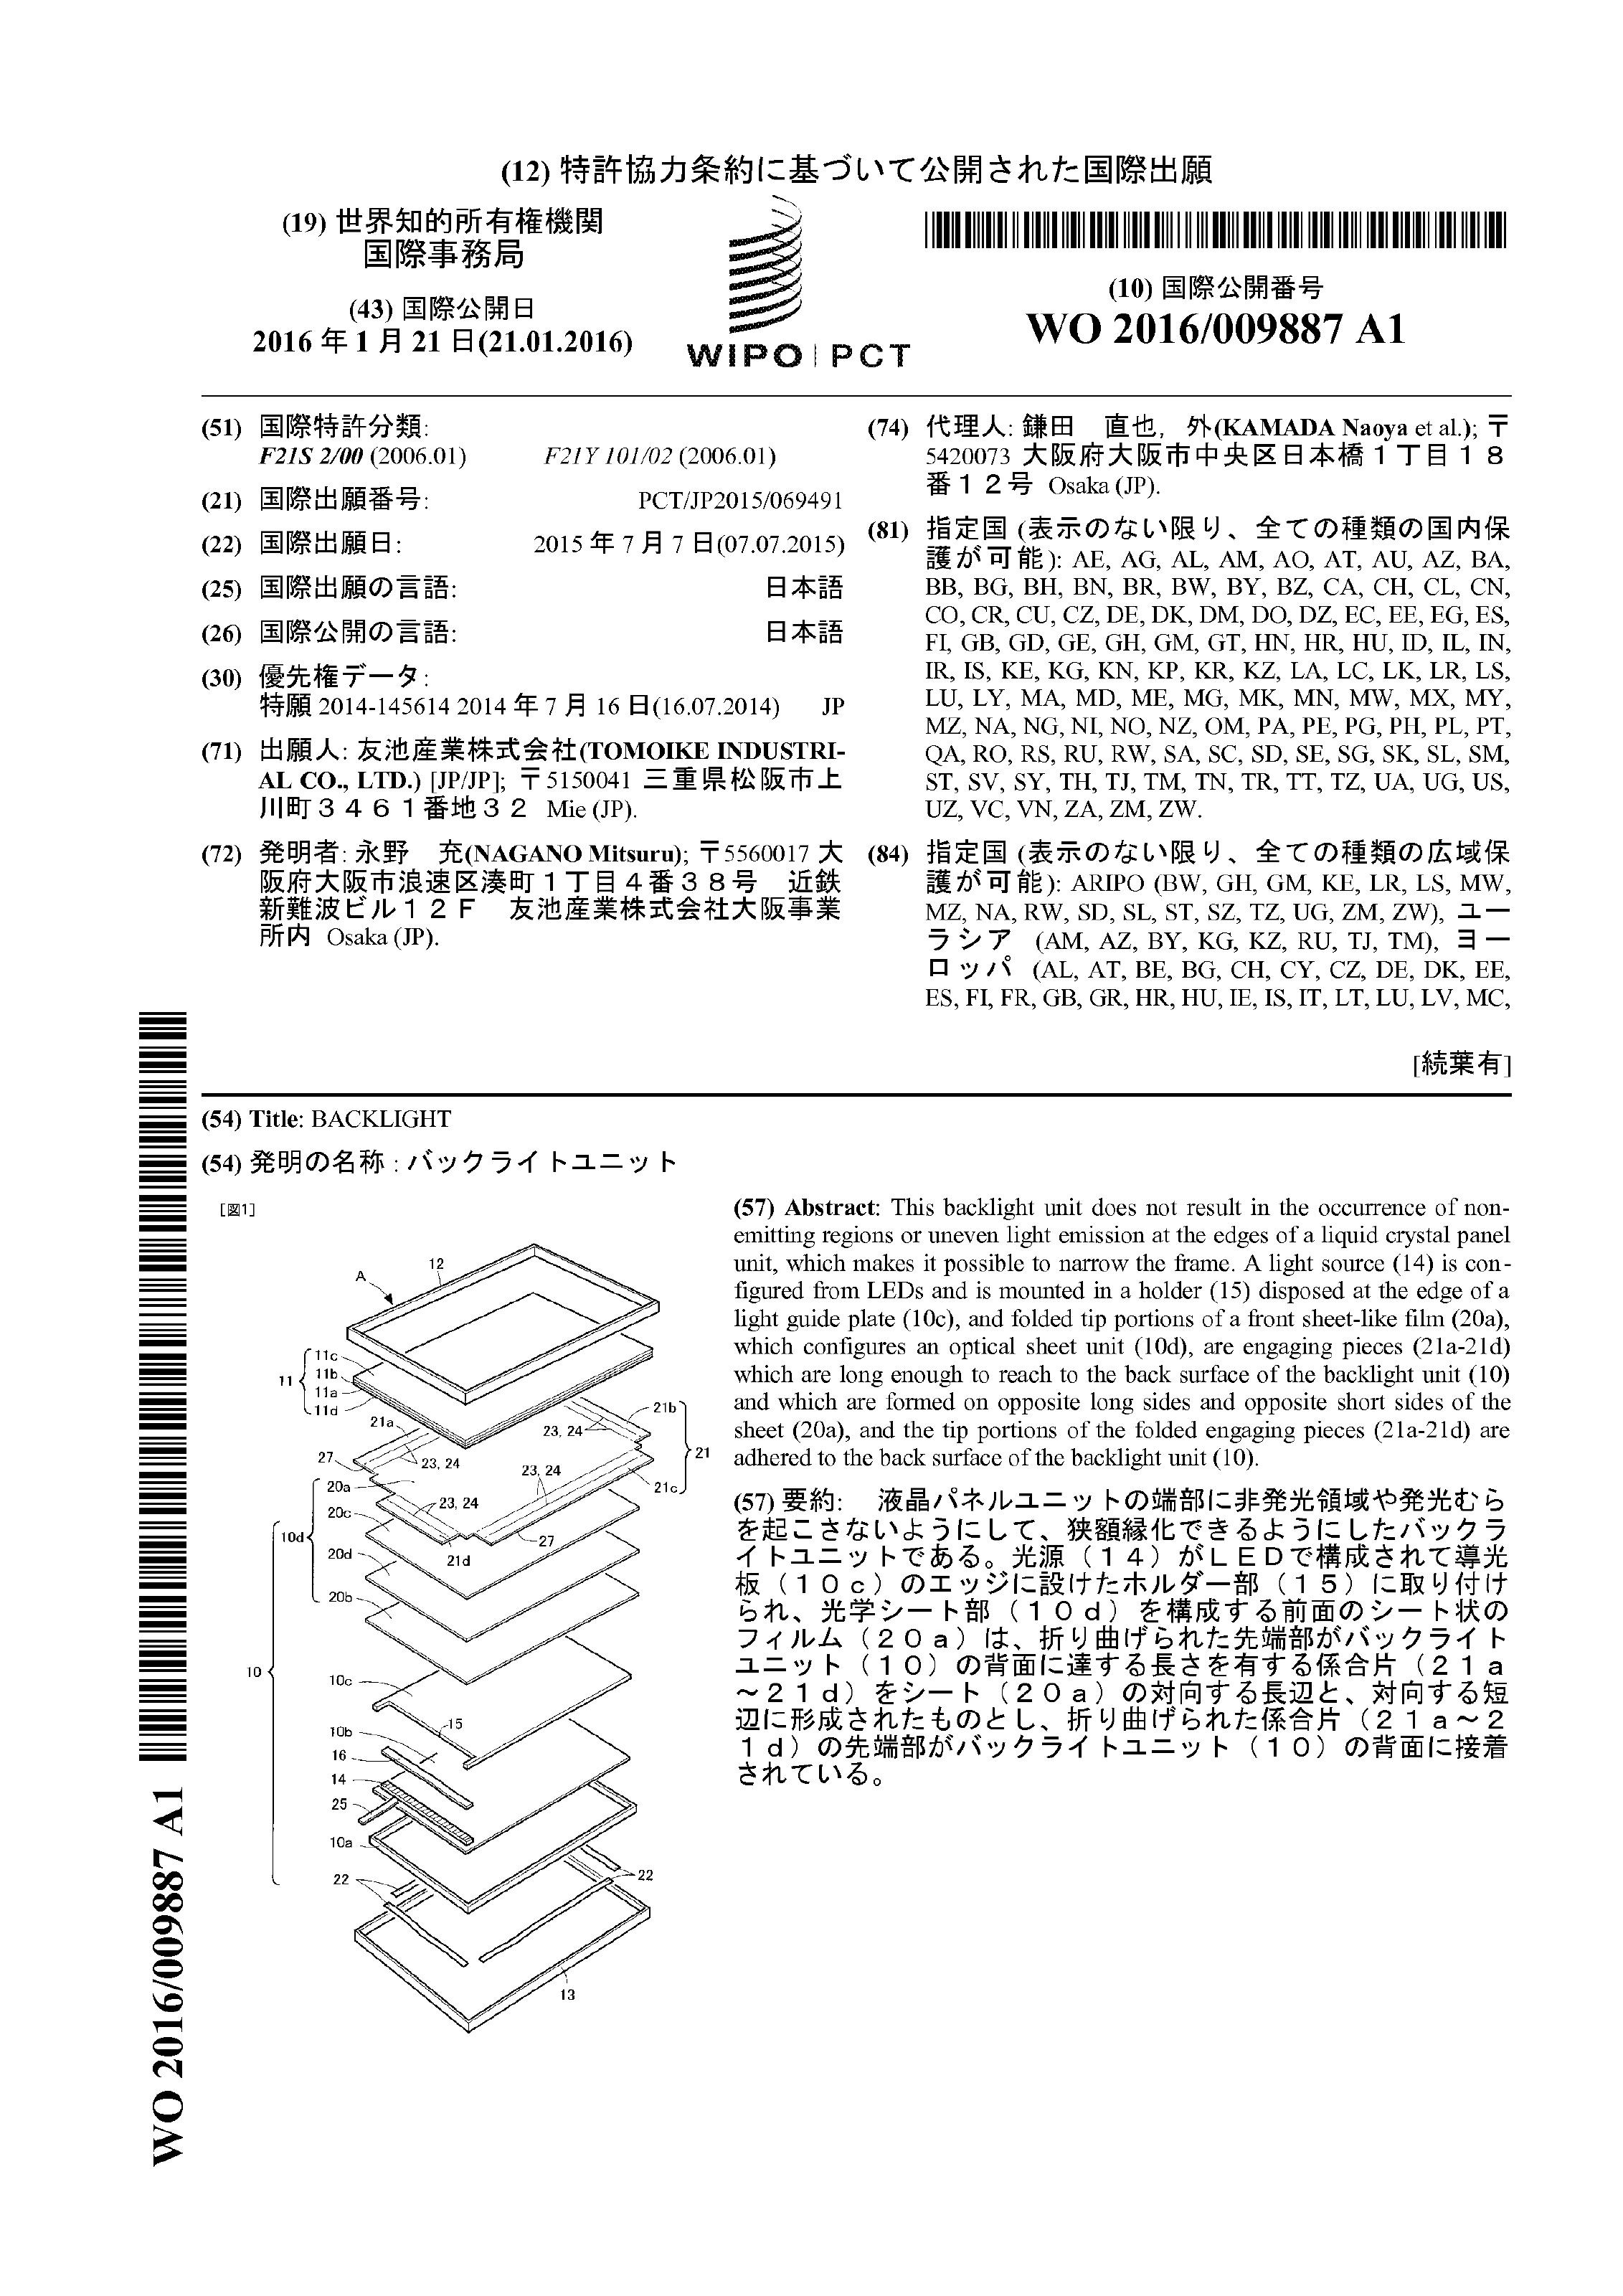 (12) 特許協力条約に基づいて公開された国際出願
(19) 世界知的所有権機関
国際事務局
(43) 国際公開日
2016 年 1 月 21 日(21.01.2016)
WIPO | PCT
(10) 国際公開番号
WO 2016/009887 A1
(51) 国際特許分類:
F21S 2/00 (2006.01) F21Y 101/02 (2006.01)
(21) 国際出願番号: PCT/JP2015/069491
(22) 国際出願日: 2015 年 7 月 7 日(07.07.2015)
(25) 国際出願の言語: 日本語
(26) 国際公開の言語: 日本語
(30) 優先権データ:
特願 2014-145614 2014 年 7 月 16 日(16.07.2014) JP
(71) 出願人: 友池産業株式会社(TOMOIKE INDUSTRI-
AL CO., LTD.) [JP/JP]; 〒5150041 三重県松阪市上
川町3461番地32 Mie (JP).
(72) 発明者: 永野 充(NAGANO Mitsuru); 〒5560017 大
阪府大阪市浪速区湊町1丁目4番38号 近鉄
新難波ビル12F 友池産業株式会社大阪事業
所内 Osaka (JP).
(74) 代理人: 鎌田 直也, 外(KAMADA Naoya et al.); 〒
5420073 大阪府大阪市中央区日本橋1丁目18
番12号 Osaka (JP).
(81) 指定国 (表示のない限り、全ての種類の国内保
護が可能): AE, AG, AL, AM, AO, AT, AU, AZ, BA,
BB, BG, BH, BN, BR, BW, BY, BZ, CA, CH, CL, CN,
CO, CR, CU, CZ, DE, DK, DM, DO, DZ, EC, EE, EG, ES,
FI, GB, GD, GE, GH, GM, GT, HN, HR, HU, ID, IL, IN,
IR, IS, KE, KG, KN, KP, KR, KZ, LA, LC, LK, LR, LS,
LU, LY, MA, MD, ME, MG, MK, MN, MW, MX, MY,
MZ, NA, NG, NI, NO, NZ, OM, PA, PE, PG, PH, PL, PT,
QA, RO, RS, RU, RW, SA, SC, SD, SE, SG, SK, SL, SM,
ST, SV, SY, TH, TJ, TM, TN, TR, TT, TZ, UA, UG, US,
UZ, VC, VN, ZA, ZM, ZW.
(84) 指定国 (表示のない限り、全ての種類の広域保
護が可能): ARIPO (BW, GH, GM, KE, LR, LS, MW,
MZ, NA, RW, SD, SL, ST, SZ, TZ, UG, ZM, ZW), ユー
ラシア (AM, AZ, BY, KG, KZ, RU, TJ, TM), ヨー
ロッパ (AL, AT, BE, BG, CH, CY, CZ, DE, DK, EE,
ES, FI, FR, GB, GR, HR, HU, IE, IS, IT, LT, LU, LV, MC,
[続葉有]
(54) Title: BACKLIGHT
(54) 発明の名称 : バックライトユニット
[図1]
12
A
11c
11b
11
11a
11d
21a
21b
23, 24
21
27
23, 24
23, 24
21c
20a
23, 24
20c
27
10d
21d
20d
20b
10
10c
15
10b
16
14
25
10a
22
22
13
(57) Abstract: This backlight unit does not result in the occurrence of non-
emitting regions or uneven light emission at the edges of a liquid crystal panel
unit, which makes it possible to narrow the frame. A light source (14) is con-
figured from LEDs and is mounted in a holder (15) disposed at the edge of a
light guide plate (10c), and folded tip portions of a front sheet-like film (20a),
which configures an optical sheet unit (10d), are engaging pieces (21a-21d)
which are long enough to reach to the back surface of the backlight unit (10)
and which are formed on opposite long sides and opposite short sides of the
sheet (20a), and the tip portions of the folded engaging pieces (21a-21d) are
adhered to the back surface of the backlight unit (10).
(57) 要約: 液晶パネルユニットの端部に非発光領域や発光むら
を起こさないようにして、狭額縁化できるようにしたバックラ
イトユニットである。光源(14)がLEDで構成されて導光
板(10c)のエッジに設けたホルダー部(15)に取り付け
られ、光学シート部(10d)を構成する前面のシート状の
フィルム(20a)は、折り曲げられた先端部がバックライト
ユニット(10)の背面に達する長さを有する係合片(21a
~21d)をシート(20a)の対向する長辺と、対向する短
辺に形成されたものとし、折り曲げられた係合片(21a~2
1d)の先端部がバックライトユニット(10)の背面に接着
されている。
WO 2016/009887 A1